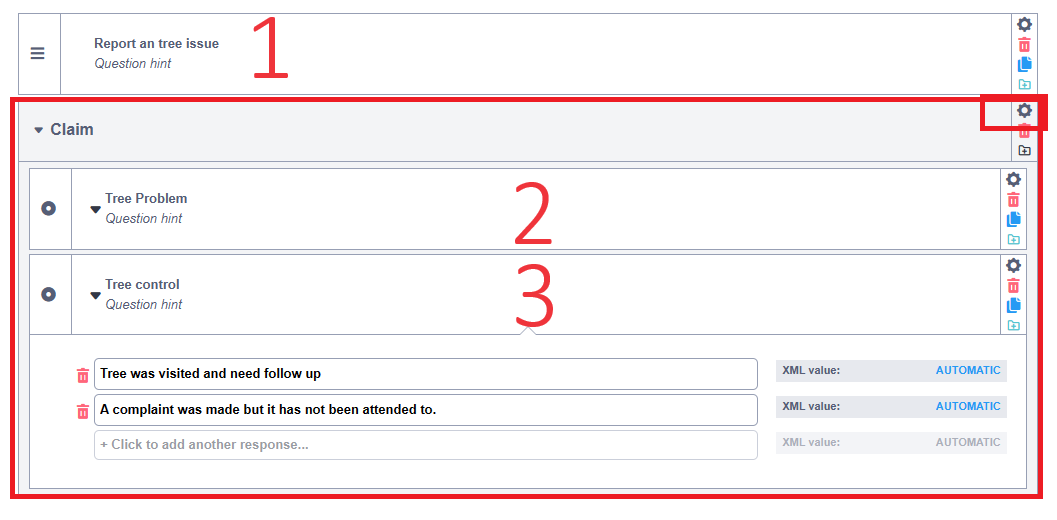 Report an tree issue
Question hint
1
Claim
Tree Problem
Question hint
2
Tree control
Question hint
3
Tree was visited and need follow up
XML value: AUTOMATIC
A complaint was made but it has not been attended to.
XML value: AUTOMATIC
+ Click to add another response...
XML value: AUTOMATIC